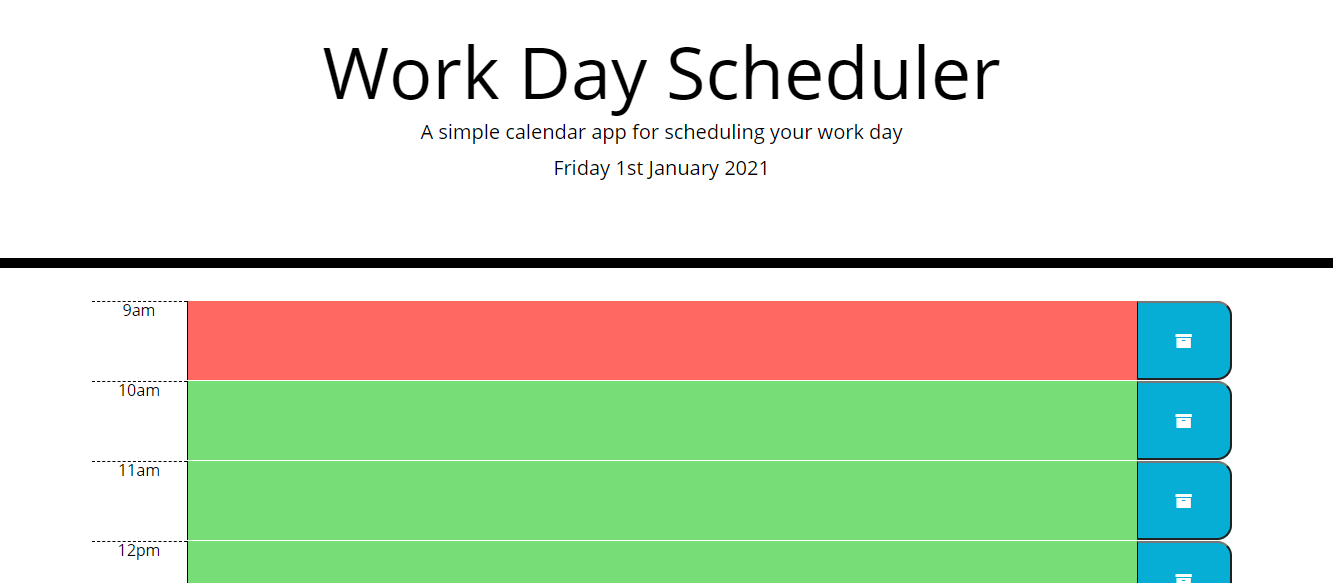 Work Day Scheduler
A simple calendar app for scheduling your work day
Friday 1st January 2021
9am
10am
11am
12pm